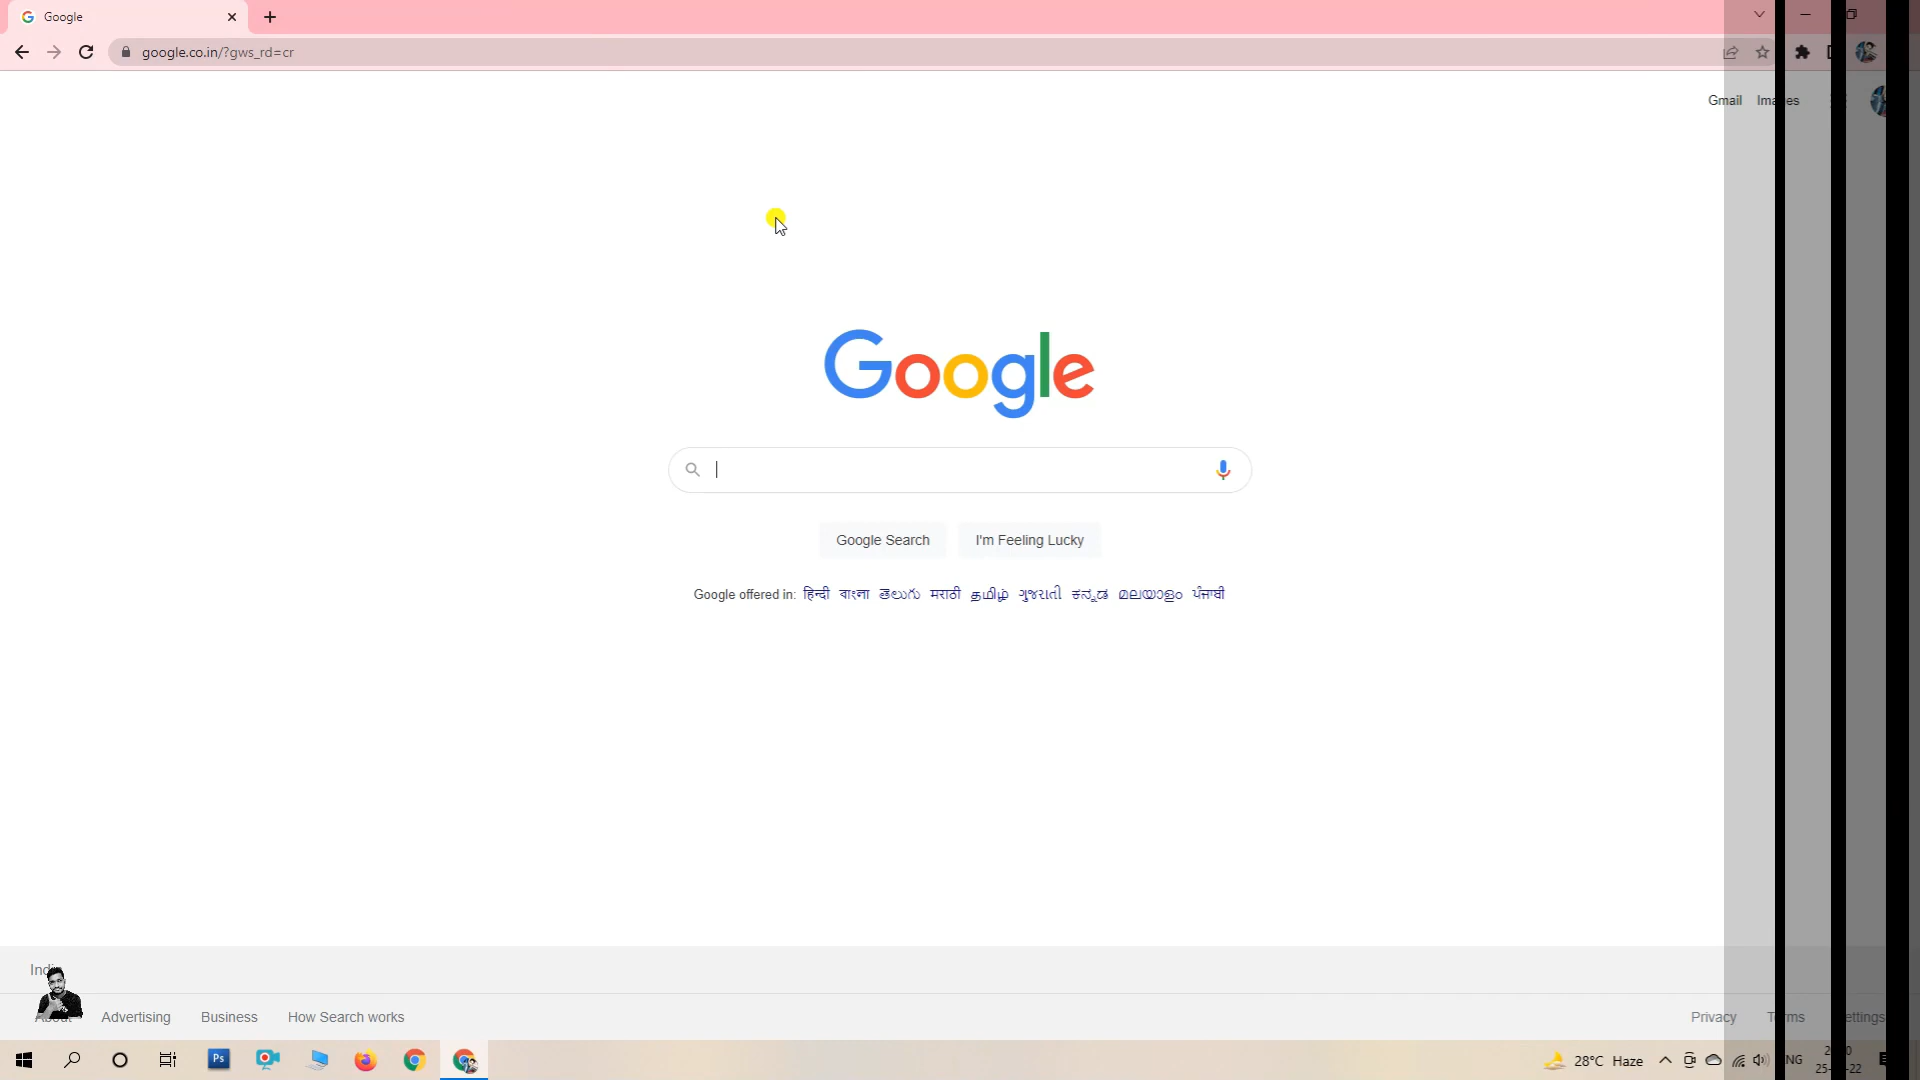 Google
google.co.in/?gws_rd=cr
Gmail
Google
Google Search
I'm Feeling Lucky
Google offered in: हिन्दी বাংলা తెలుగు मराठी தமிழ் ગુજરાતી ಕನ್ನಡ മലയാളം ਪੰਜਾਬੀ
Advertising
Business
How Search works
Privacy
Ps
28°C Haze